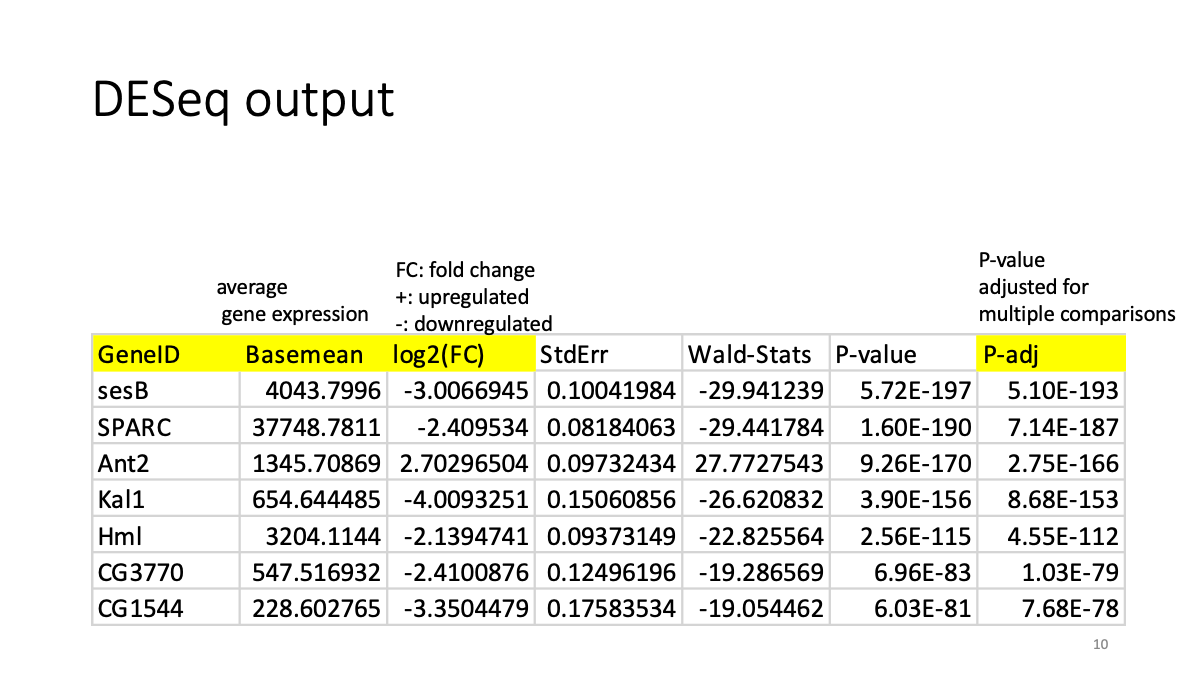 DESeq output
average
gene expression
FC: fold change
+: upregulated
-: downregulated
P-value
adjusted for
multiple comparisons
GeneID Basemean log2(FC) StdErr Wald-Stats P-value P-adj
sesB 4043.7996 -3.0066945 0.10041984 -29.941239 5.72E-197 5.10E-193
SPARC 37748.7811 -2.409534 0.08184063 -29.441784 1.60E-190 7.14E-187
Ant2 1345.70869 2.70296504 0.09732434 27.7727543 9.26E-170 2.75E-166
Kal1 654.644485 -4.0093251 0.15060856 -26.620832 3.90E-156 8.68E-153
Hml 3204.1144 -2.1394741 0.09373149 -22.825564 2.56E-115 4.55E-112
CG3770 547.516932 -2.4100876 0.12496196 -19.286569 6.96E-83 1.03E-79
CG1544 228.602765 -3.3504479 0.17583534 -19.054462 6.03E-81 7.68E-78
10